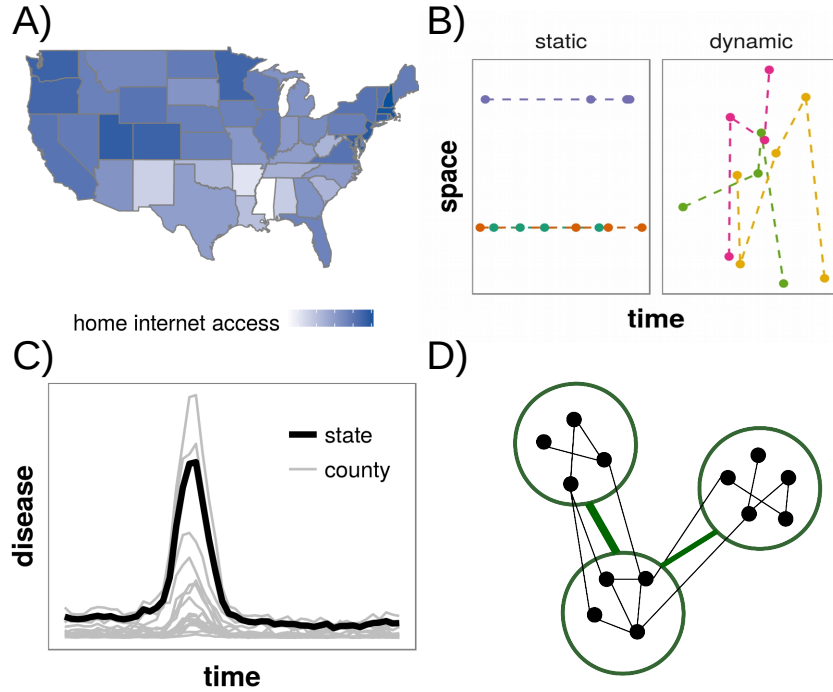 A)
home internet access
B)
static
dynamic
space
time
C)
state
county
disease
time
D)